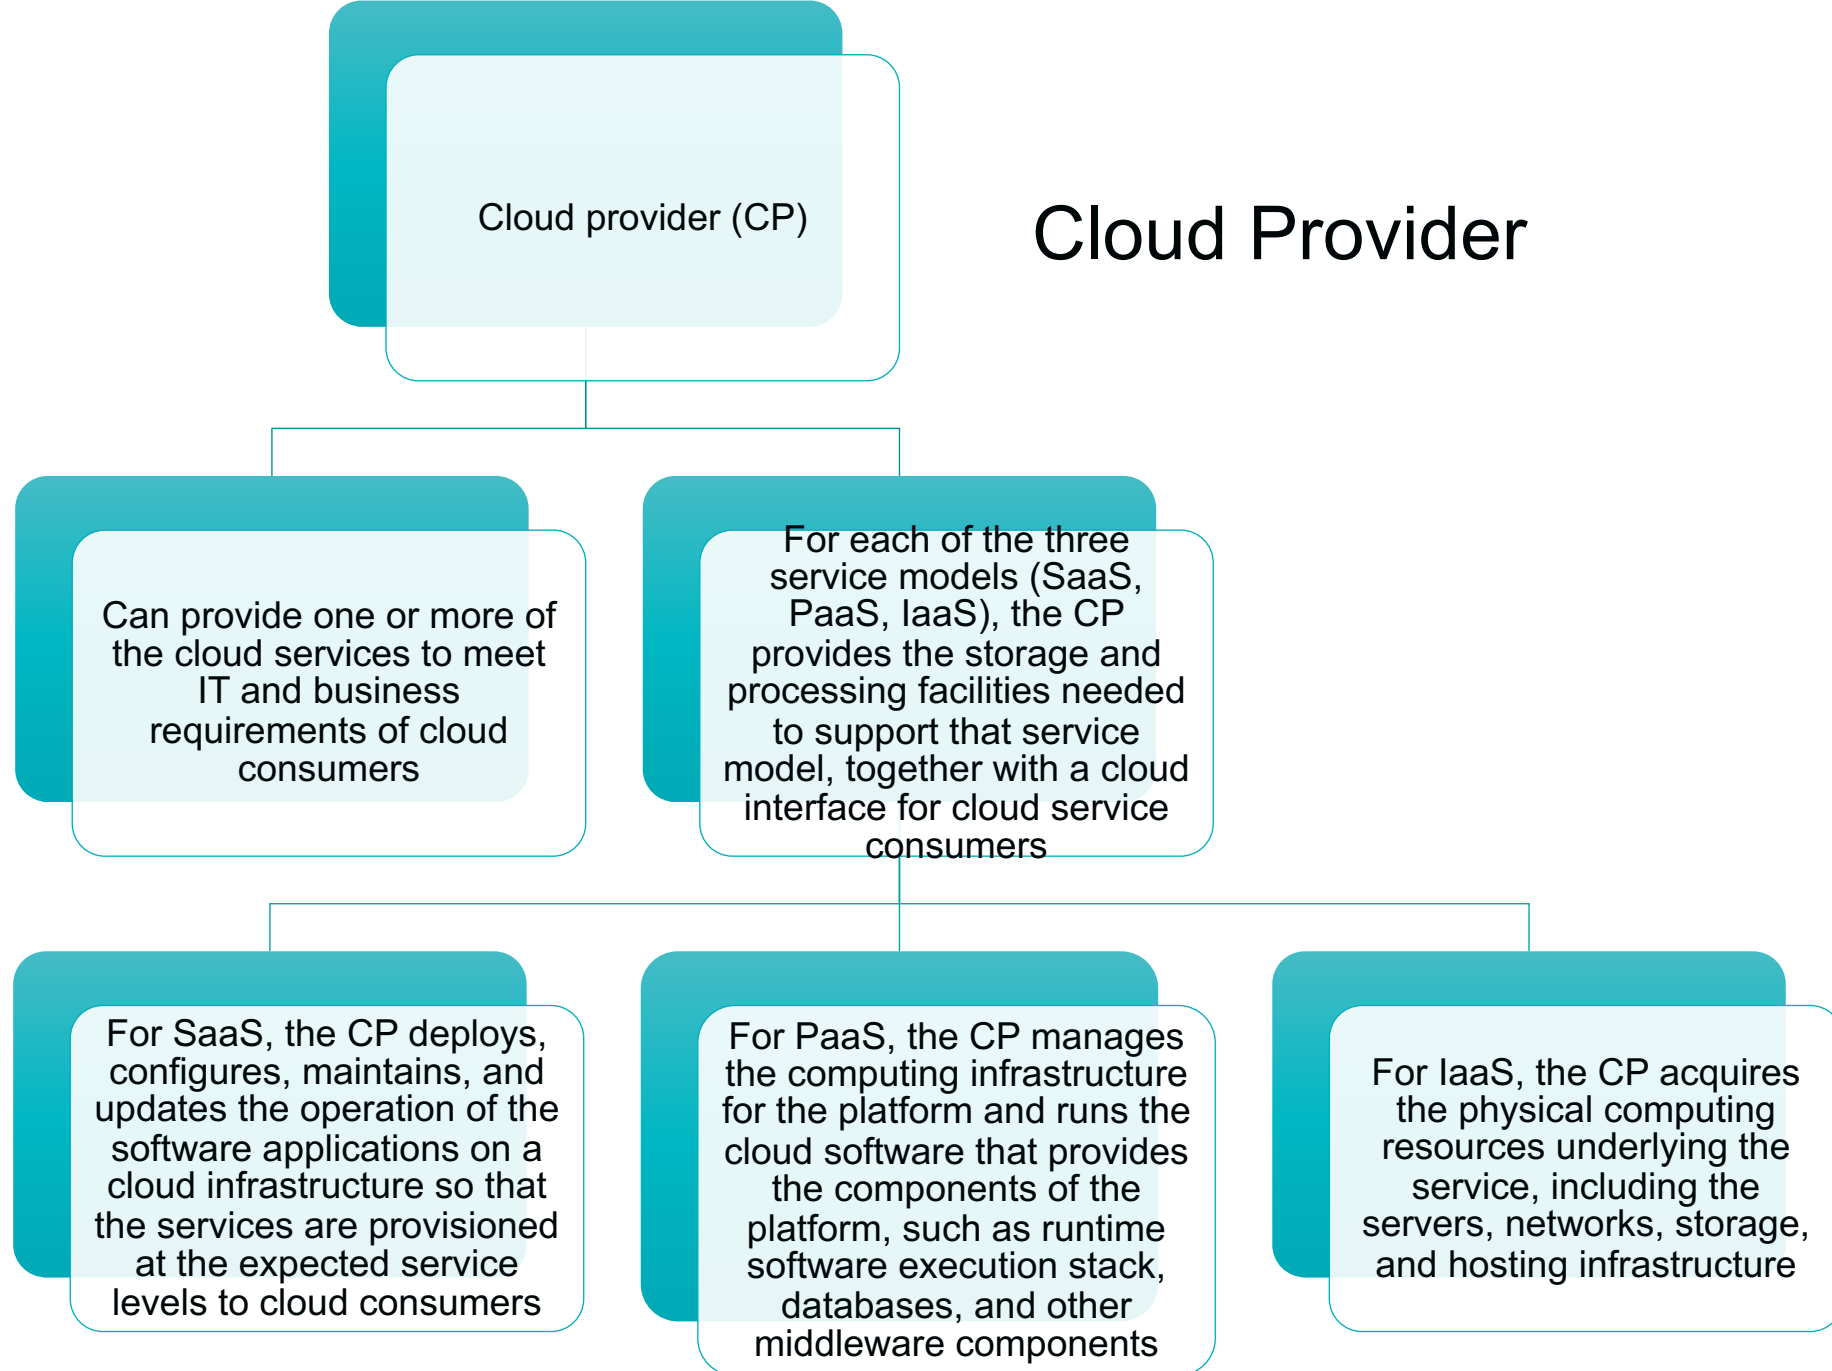 Cloud provider (CP)
Cloud Provider
Can provide one or more of
the cloud services to meet
IT and business
requirements of cloud
consumers
For each of the three
service models (SaaS,
PaaS, IaaS), the CP
provides the storage and
processing facilities needed
to support that service
model, together with a cloud
interface for cloud service
consumers
For SaaS, the CP deploys,
configures, maintains, and
updates the operation of the
software applications on a
cloud infrastructure so that
the services are provisioned
at the expected service
levels to cloud consumers
For PaaS, the CP manages
the computing infrastructure
for the platform and runs the
cloud software that provides
the components of the
platform, such as runtime
software execution stack,
databases, and other
middleware components
For IaaS, the CP acquires
the physical computing
resources underlying the
service, including the
servers, networks, storage,
and hosting infrastructure